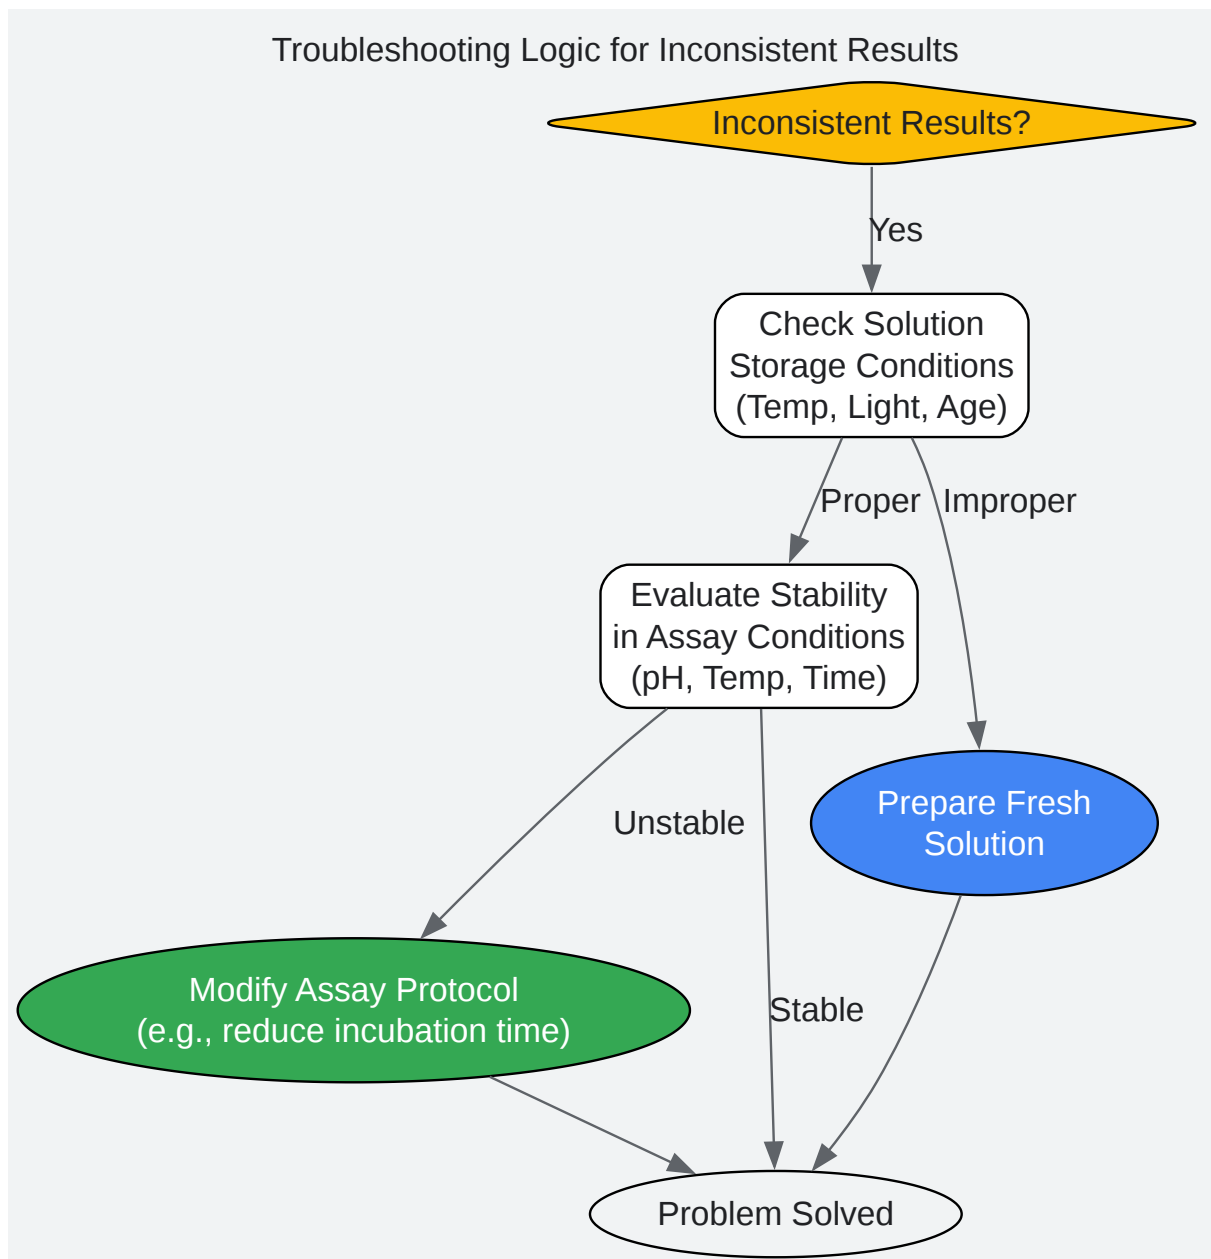 Troubleshooting Logic for Inconsistent Results
Inconsistent Results?
Yes
Check Solution
Storage Conditions
(Temp, Light, Age)
Proper
Improper
Evaluate Stability
in Assay Conditions
(pH, Temp, Time)
Unstable
Prepare Fresh
Solution
Modify Assay Protocol
(e.g., reduce incubation time)
Stable
Problem Solved